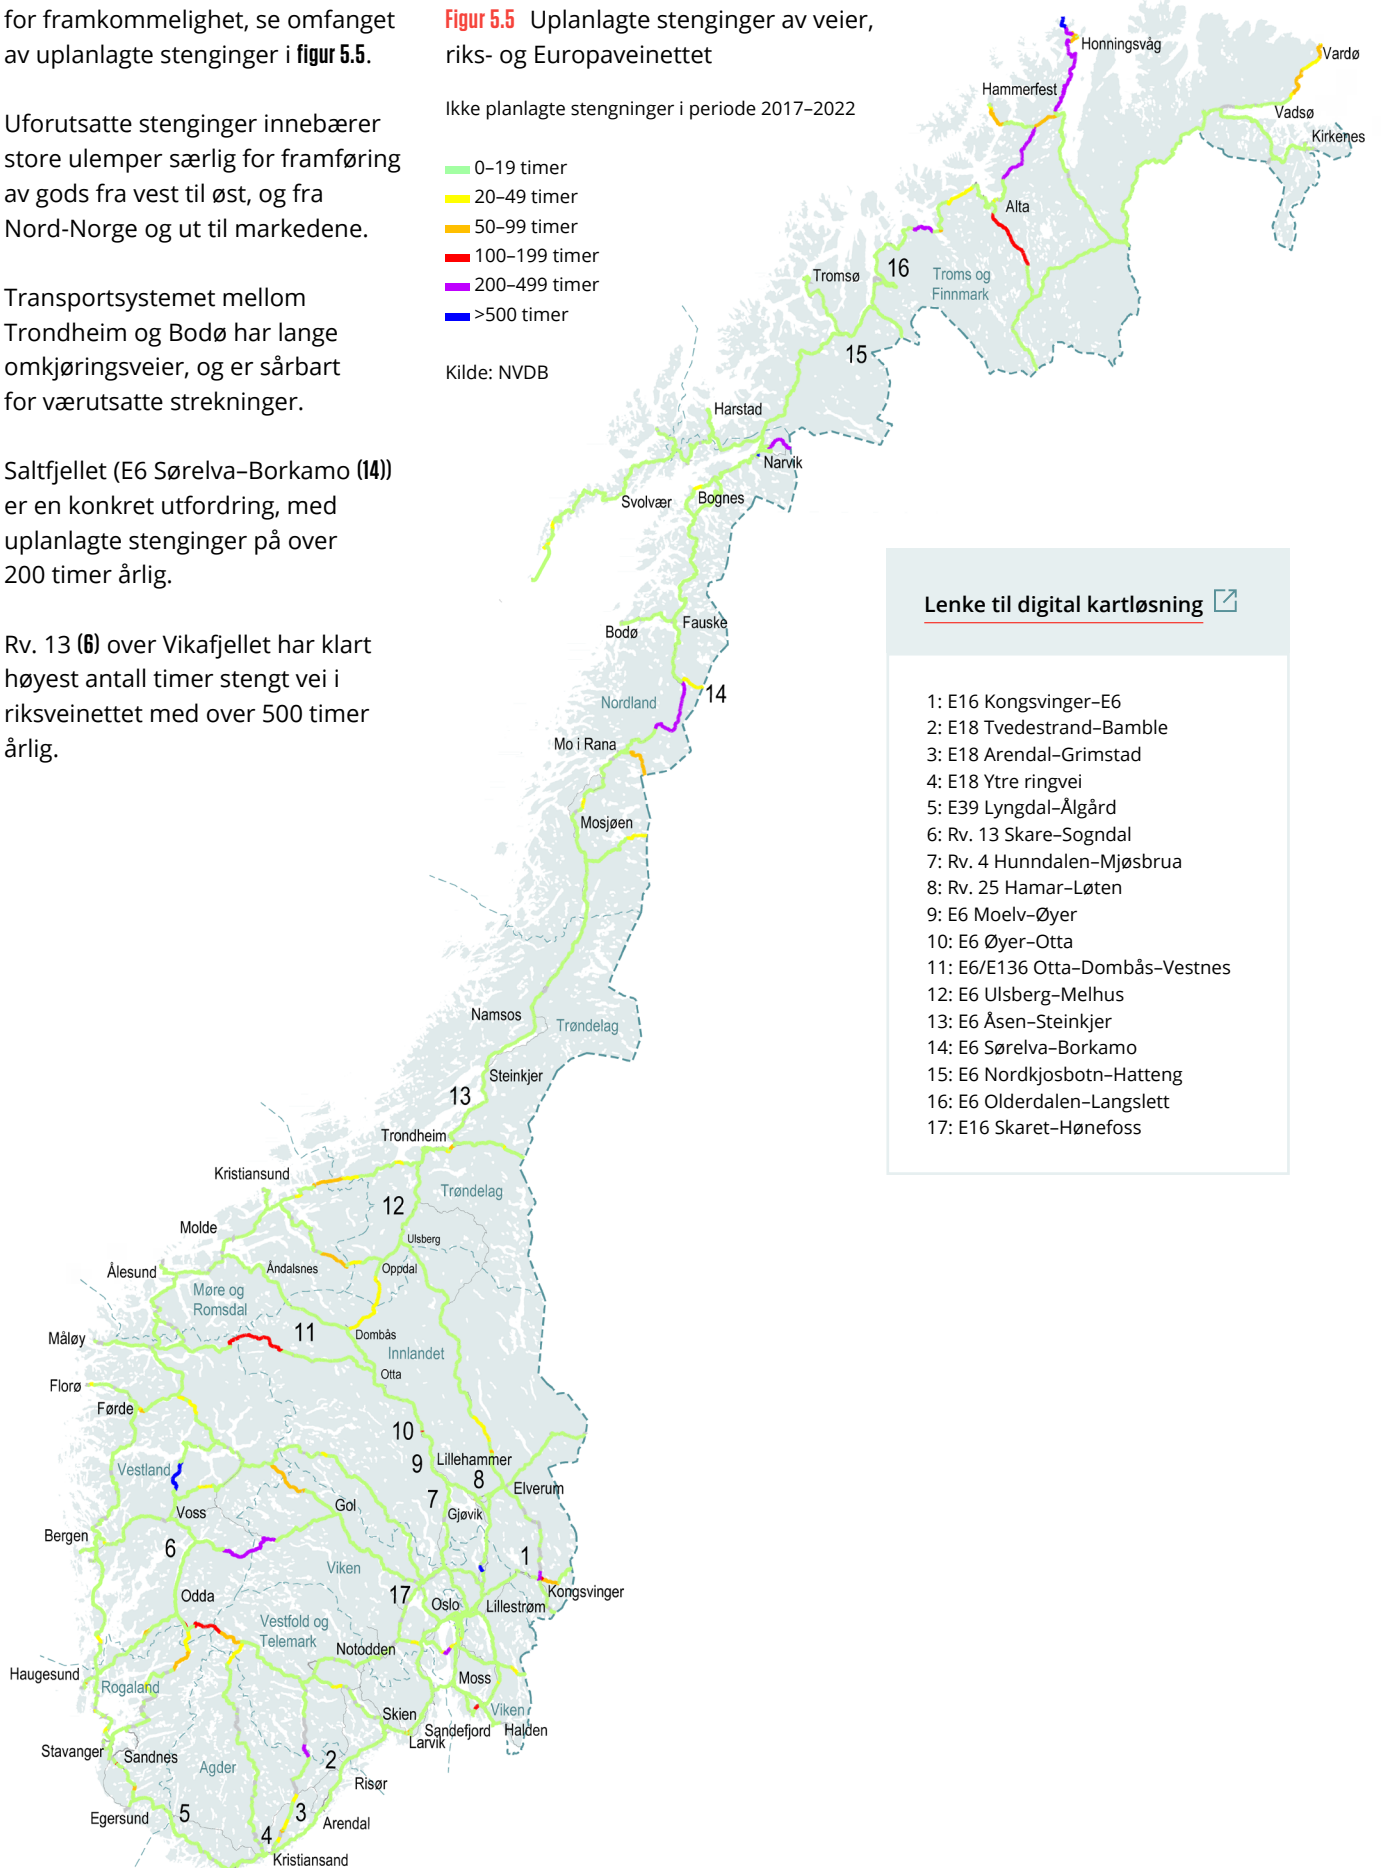 for framkommelighet, se omfanget
av uplanlagte stenginger i figur 5.5.
Uforutsatte stenginger innebærer
store ulemper særlig for framføring
av gods fra vest til øst, og fra
Nord-Norge og ut til markedene.
Transportsystemet mellom
Trondheim og Bodø har lange
omkjøringsveier, og er sårbart
for værutsatte strekninger.
Saltfjellet (E6 Sørelva–Borkamo (14))
er en konkret utfordring, med
uplanlagte stenginger på over
200 timer årlig.
Rv. 13 (6) over Vikafjellet har klart
høyest antall timer stengt vei i
riksveinettet med over 500 timer
årlig.
Figur 5.5 Uplanlagte stenginger av veier,
riks- og Europaveinettet
Ikke planlagte stengninger i periode 2017–2022
0–19 timer
20–49 timer
50–99 timer
100–199 timer
200–499 timer
>500 timer
Kilde: NVDB
Honningsvåg
Vardø
Hammerfest
Vadsø
Kirkenes
Alta
16
Troms og
Finnmark
Tromsø
15
Harstad
Narvik
Svolvær
Bognes
Bodø
Fauske
Nordland
14
Mo i Rana
Mosjøen
Namsos
Trøndelag
Steinkjer
13
Trondheim
Kristiansund
Trøndelag
12
Molde
Ulsberg
Ålesund
Åndalsnes
Oppdal
Møre og
Romsdal
11
Måløy
Dombås
Innlandet
Otta
Florø
Førde
10
9
Lillehammer
Vestland
8
Elverum
7
Gol
Voss
Gjøvik
Bergen
6
1
Viken
17
Kongsvinger
Odda
Oslo
Lillestrøm
Vestfold og
Telemark
Notodden
Haugesund
Rogaland
Moss
Skien
Viken
Sandefjord
Halden
Larvik
Stavanger
Sandnes
Agder
2
Risør
Egersund
5
3
Arendal
4
Kristiansand
Lenke til digital kartløsning
1: E16 Kongsvinger–E6
2: E18 Tvedestrand–Bamble
3: E18 Arendal–Grimstad
4: E18 Ytre ringvei
5: E39 Lyngdal–Ålgård
6: Rv. 13 Skare–Sogndal
7: Rv. 4 Hunndalen–Mjøsbrua
8: Rv. 25 Hamar–Løten
9: E6 Moelv–Øyer
10: E6 Øyer–Otta
11: E6/E136 Otta–Dombås–Vestnes
12: E6 Ulsberg–Melhus
13: E6 Åsen–Steinkjer
14: E6 Sørelva–Borkamo
15: E6 Nordkjosbotn–Hatteng
16: E6 Olderdalen–Langslett
17: E16 Skaret–Hønefoss